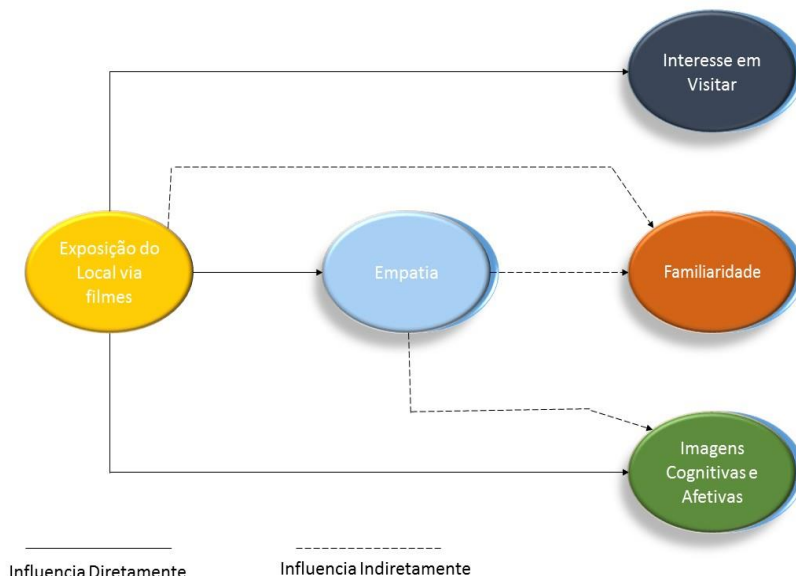 Interesse em
Visitar
Exposição do
Local via
filmes
Empatia
Familiaridade
Imagens
Cognitivas e
Afetivas
Influencia Diretamente
Influencia Indiretamente